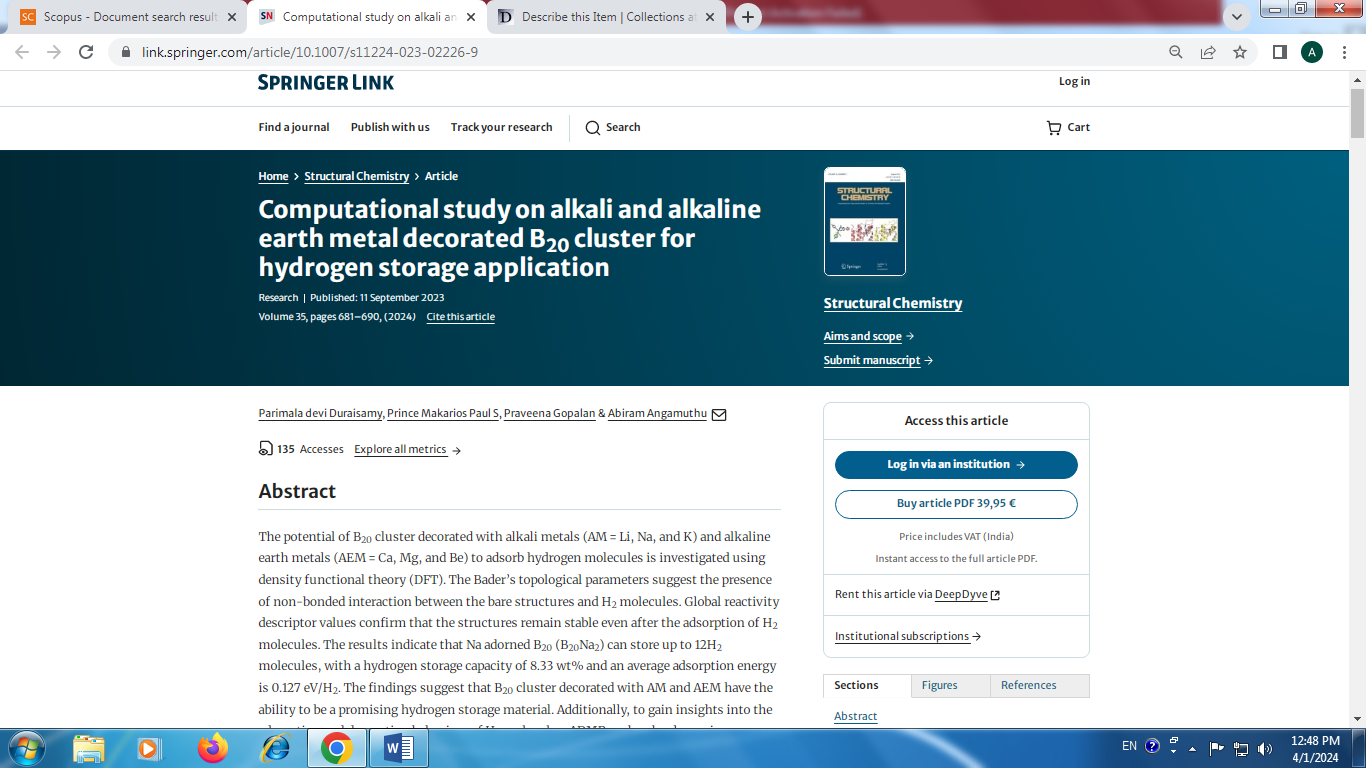 Scopus - Document search result
Computational study on alkali an
Describe this Item | Collections at
link.springer.com/article/10.1007/s11224-023-02226-9
A
SPRINGER LINK
Log in
Find a journal
Publish with us
Track your research
Search
Cart
Home > Structural Chemistry > Article
Computational study on alkali and alkaline
earth metal decorated B20 cluster for
hydrogen storage application
Research | Published: 11 September 2023
Volume 35, pages 681–690, (2024) Cite this article
STRUCTURAL
CHEMISTRY
Springer
Structural Chemistry
Aims and scope →
Submit manuscript →
Parimala devi Duraisamy, Prince Makarios Paul S, Praveena Gopalan & Abiram Angamuthu
135 Accesses Explore all metrics →
Abstract
The potential of B20 cluster decorated with alkali metals (AM = Li, Na, and K) and alkaline
earth metals (AEM = Ca, Mg, and Be) to adsorb hydrogen molecules is investigated using
density functional theory (DFT). The Bader’s topological parameters suggest the presence
of non-bonded interaction between the bare structures and H2 molecules. Global reactivity
descriptor values confirm that the structures remain stable even after the adsorption of H2
molecules. The results indicate that Na adorned B20 (B20Na2) can store up to 12H2
molecules, with a hydrogen storage capacity of 8.33 wt% and an average adsorption energy
is 0.127 eV/H2. The findings suggest that B20 cluster decorated with AM and AEM have the
ability to be a promising hydrogen storage material. Additionally, to gain insights into the
Access this article
Log in via an institution →
Buy article PDF 39,95 €
Price includes VAT (India)
Instant access to the full article PDF.
Rent this article via DeepDyve
Institutional subscriptions →
Sections
Figures
References
Abstract
EN
12:48 PM
4/1/2024